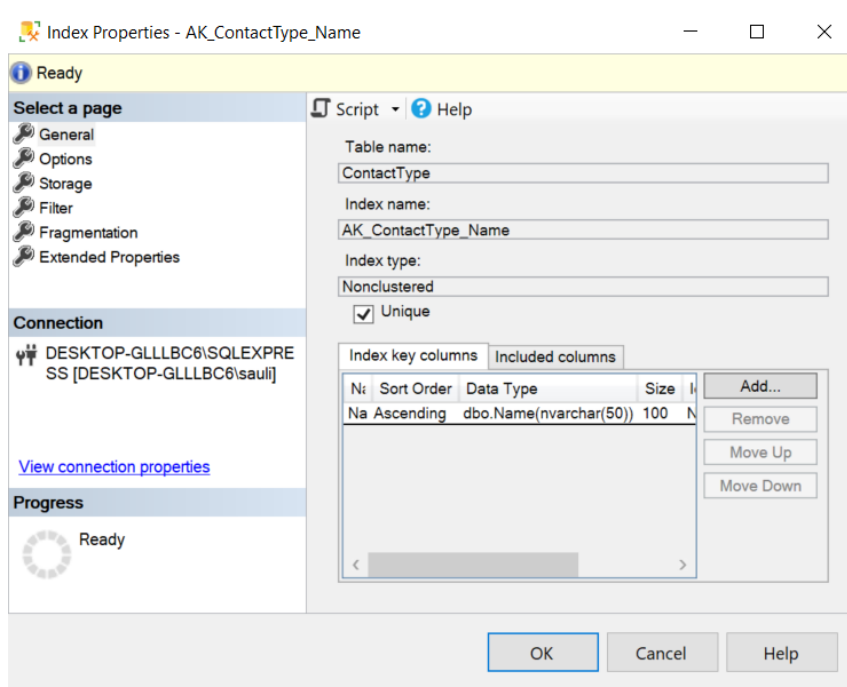 Index Properties - AK_ContactType_Name
Ready
Select a page
General
Options
Storage
Filter
Fragmentation
Extended Properties
Connection
DESKTOP-GLLLBC6\SQLEXPRE
SS [DESKTOP-GLLLBC6\sauli]
View connection properties
Progress
Ready
Script Help
Table name:
ContactType
Index name:
AK_ContactType_Name
Index type:
Nonclustered
Unique
Index key columns Included columns
Na Sort Order Data Type Size
Na Ascending dbo.Name(nvarchar(50)) 100 N
Add...
Remove
Move Up
Move Down
OK Cancel Help